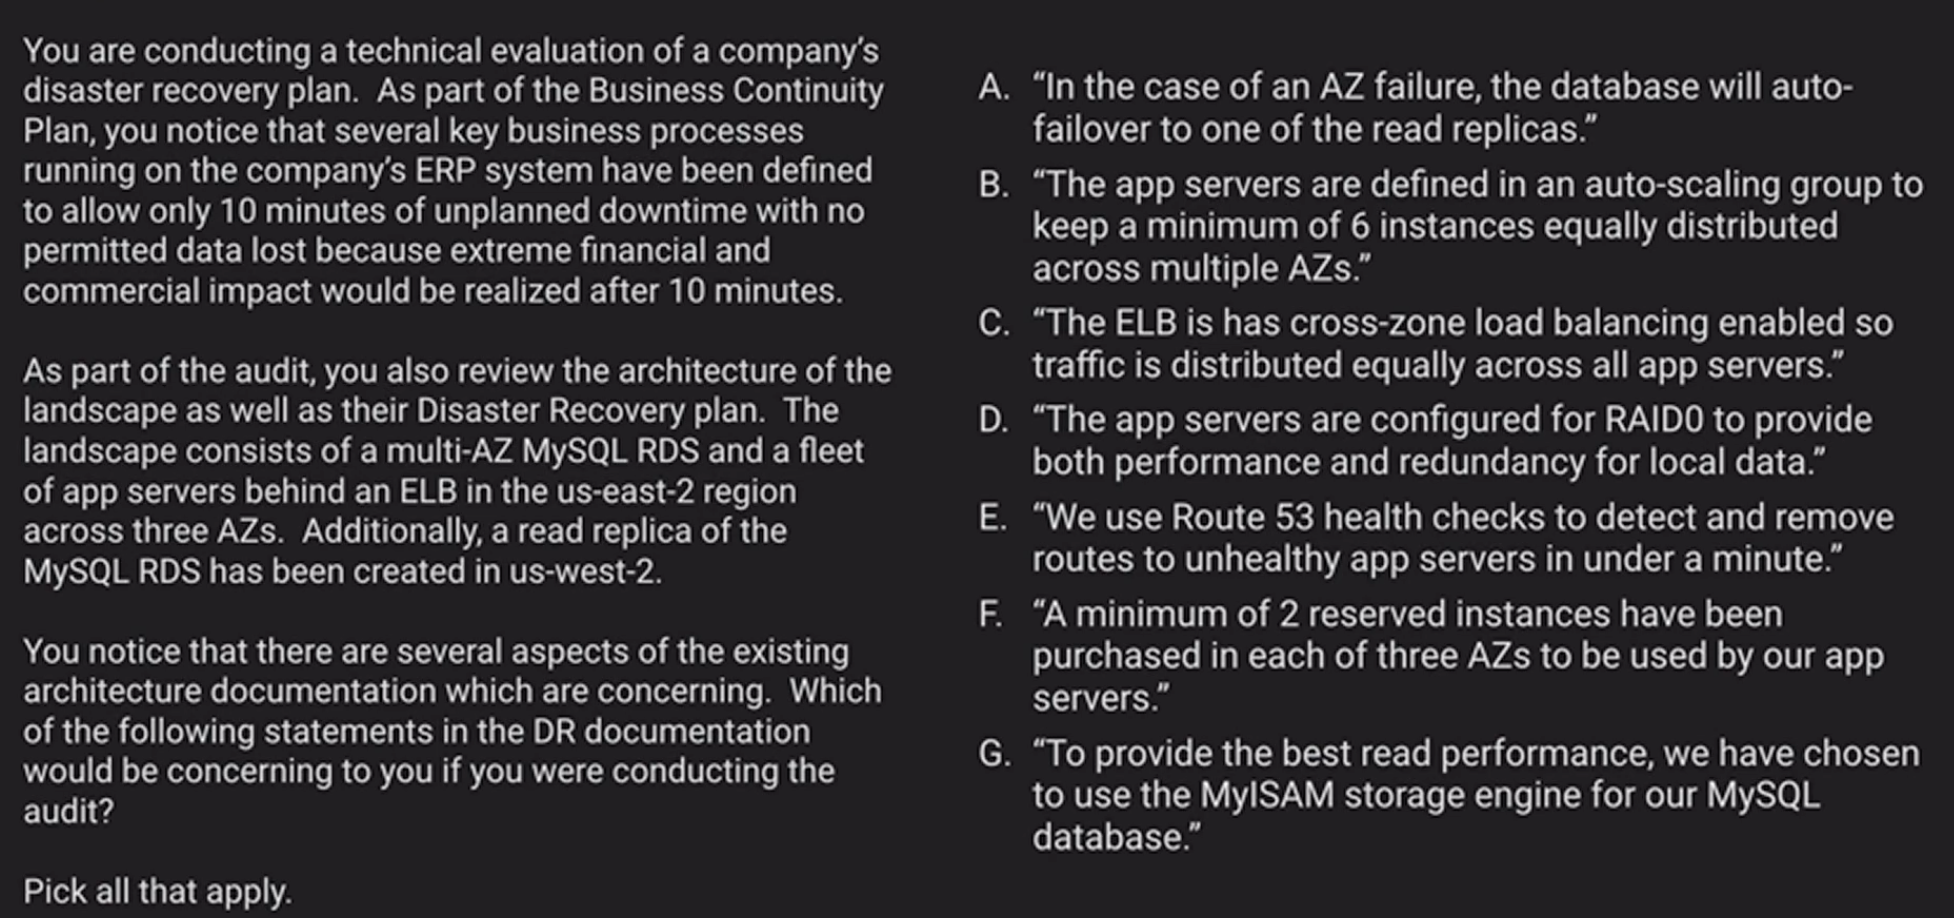 You are conducting a technical evaluation of a company's
disaster recovery plan.  As part of the Business Continuity
Plan, you notice that several key business processes
running on the company's ERP system have been defined
to allow only 10 minutes of unplanned downtime with no
permitted data lost because extreme financial and
commercial impact would be realized after 10 minutes.
As part of the audit, you also review the architecture of the
landscape as well as their Disaster Recovery plan.  The
landscape consists of a multi-AZ MySQL RDS and a fleet
of app servers behind an ELB in the us-east-2 region
across three AZs.  Additionally, a read replica of the
MySQL RDS has been created in us-west-2.
You notice that there are several aspects of the existing
architecture documentation which are concerning.  Which
of the following statements in the DR documentation
would be concerning to you if you were conducting the
audit?
Pick all that apply.
A. “In the case of an AZ failure, the database will auto-
failover to one of the read replicas.”
B. “The app servers are defined in an auto-scaling group to
keep a minimum of 6 instances equally distributed
across multiple AZs.”
C. “The ELB is has cross-zone load balancing enabled so
traffic is distributed equally across all app servers.”
D. “The app servers are configured for RAID0 to provide
both performance and redundancy for local data.”
E. “We use Route 53 health checks to detect and remove
routes to unhealthy app servers in under a minute.”
F. “A minimum of 2 reserved instances have been
purchased in each of three AZs to be used by our app
servers.”
G. “To provide the best read performance, we have chosen
to use the MyISAM storage engine for our MySQL
database.”